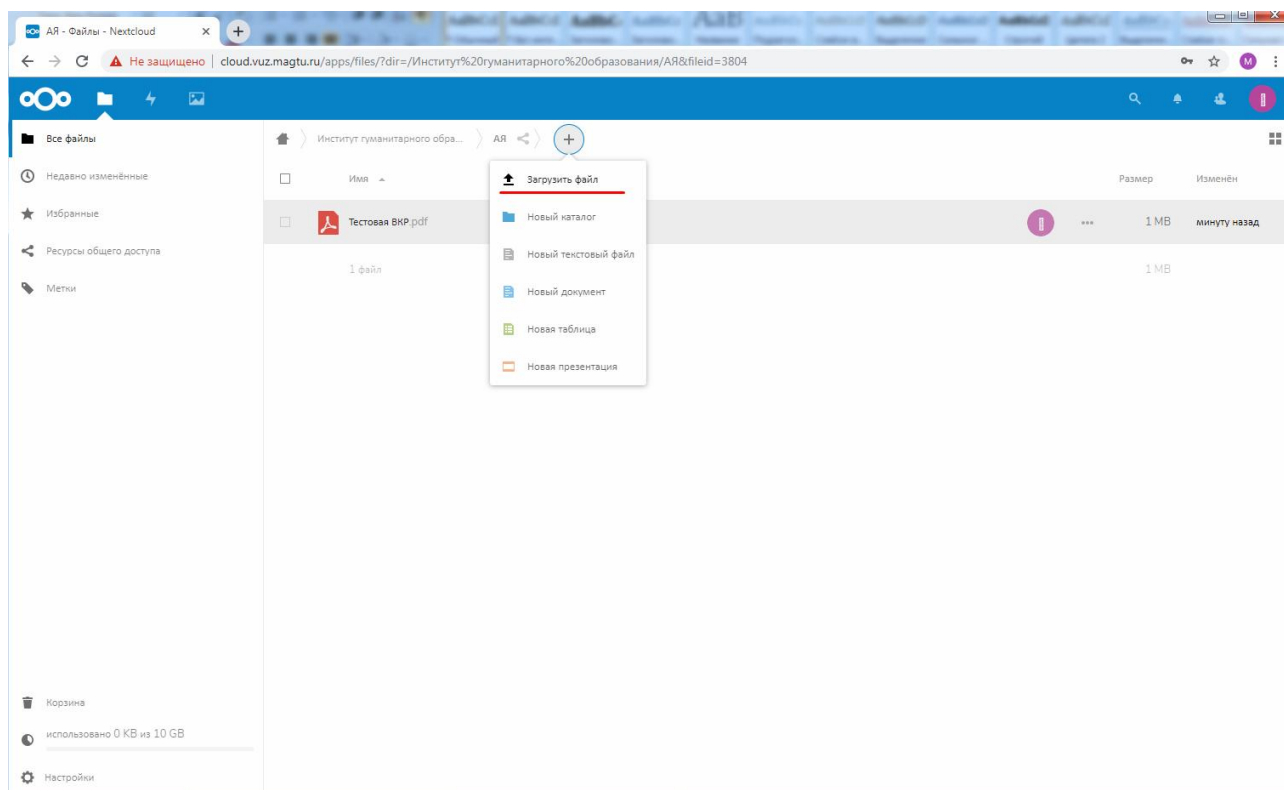 АЯ - Файлы - Nextcloud
Не защищено | cloud.vuz.magtu.ru/apps/files/?dir=/Институт%20гуманитарного%20образования/АЯ&fileid=3804
М
Все файлы
Недавно изменённые
Избранные
Ресурсы общего доступа
Метки
Институт гуманитарного обра... АЯ
Имя Размер Изменён
Тестовая ВКР.pdf 1 MB минуту назад
1 файл 1 MB
Загрузить файл
Новый каталог
Новый текстовый файл
Новый документ
Новая таблица
Новая презентация
Корзина
использовано 0 KB из 10 GB
Настройки